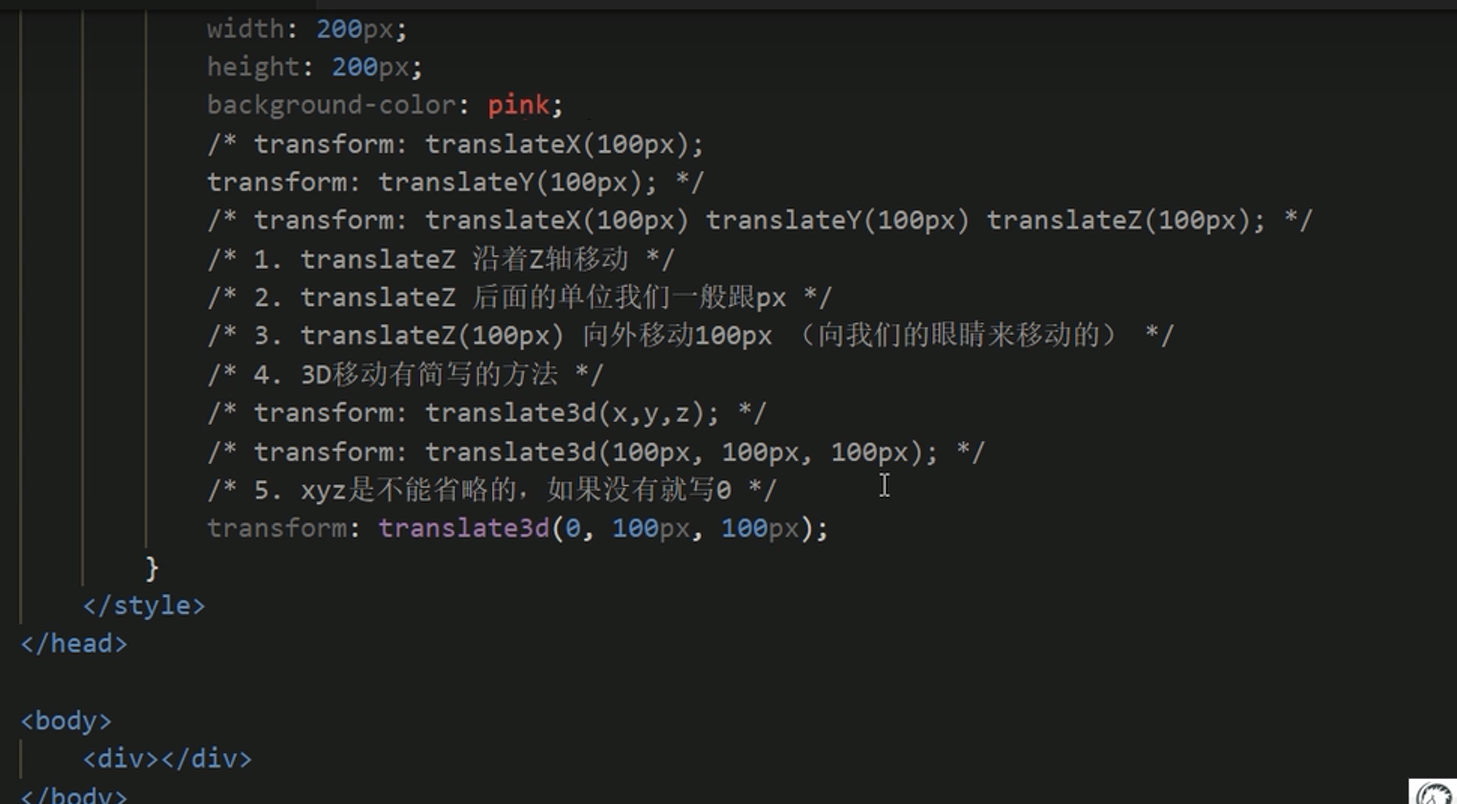 width: 200px;
height: 200px;
background-color: pink;
/* transform: translateX(100px);
transform: translateY(100px); */
/* transform: translateX(100px) translateY(100px) translateZ(100px); */
/* 1. translateZ 沿着Z轴移动 */
/* 2. translateZ 后面的单位我们一般跟px */
/* 3. translateZ(100px) 向外移动100px （向我们的眼睛来移动的） */
/* 4. 3D移动有简写的方法 */
/* transform: translate3d(x,y,z); */
/* transform: translate3d(100px, 100px, 100px); */
/* 5. xyz是不能省略的，如果没有就写0 */
transform: translate3d(0, 100px, 100px);
}
</style>
</head>
<body>
<div></div>
</body>